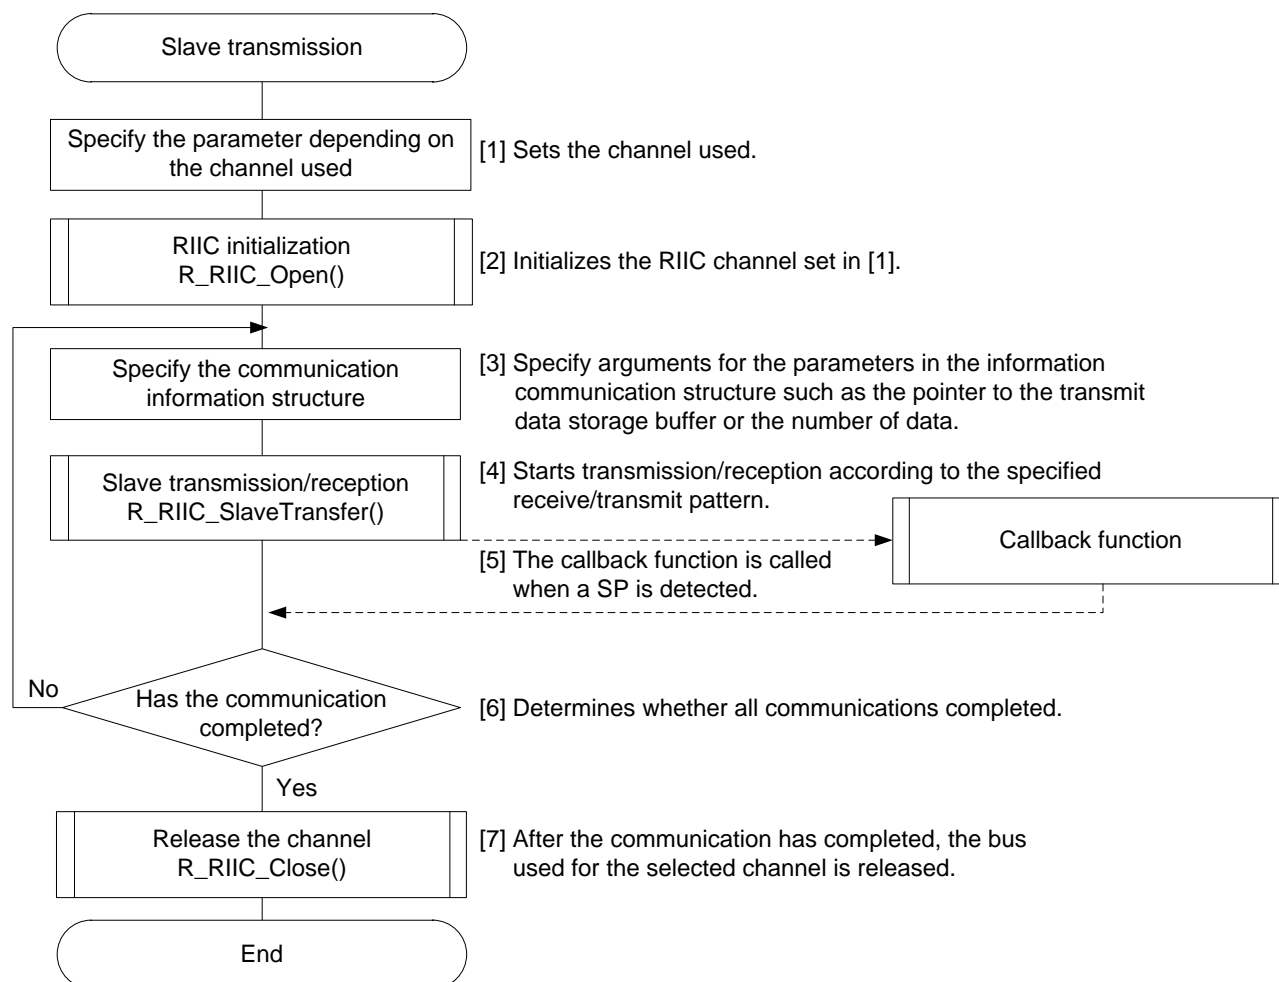 Slave transmission
Specify the parameter depending on
the channel used
[1] Sets the channel used.
RIIC initialization
R_RIIC_Open()
[2] Initializes the RIIC channel set in [1].
Specify the communication
information structure
[3] Specify arguments for the parameters in the information
communication structure such as the pointer to the transmit
data storage buffer or the number of data.
Slave transmission/reception
R_RIIC_SlaveTransfer()
[4] Starts transmission/reception according to the specified
receive/transmit pattern.
Callback function
[5] The callback function is called
when a SP is detected.
No
Has the communication
completed?
[6] Determines whether all communications completed.
Yes
Release the channel
R_RIIC_Close()
[7] After the communication has completed, the bus
used for the selected channel is released.
End